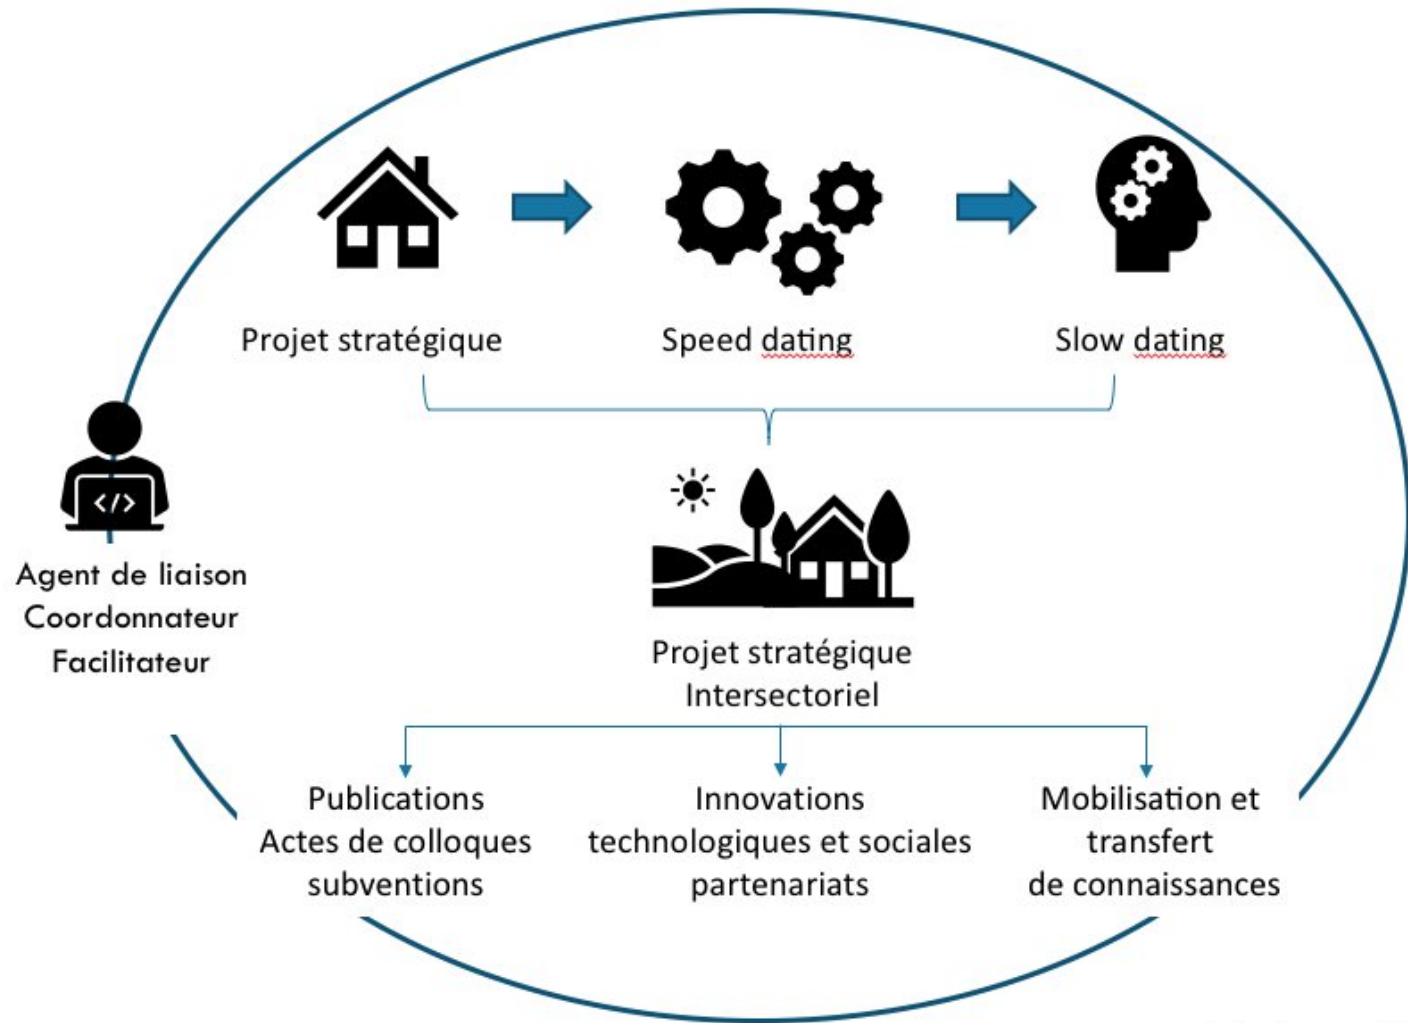 Projet stratégique
Speed dating
Slow dating
</>
Agent de liaison
Coordonnateur
Facilitateur
Projet stratégique
Intersectoriel
Publications
Actes de colloques
subventions
Innovations
technologiques et sociales
partenariats
Mobilisation et
transfert
de connaissances